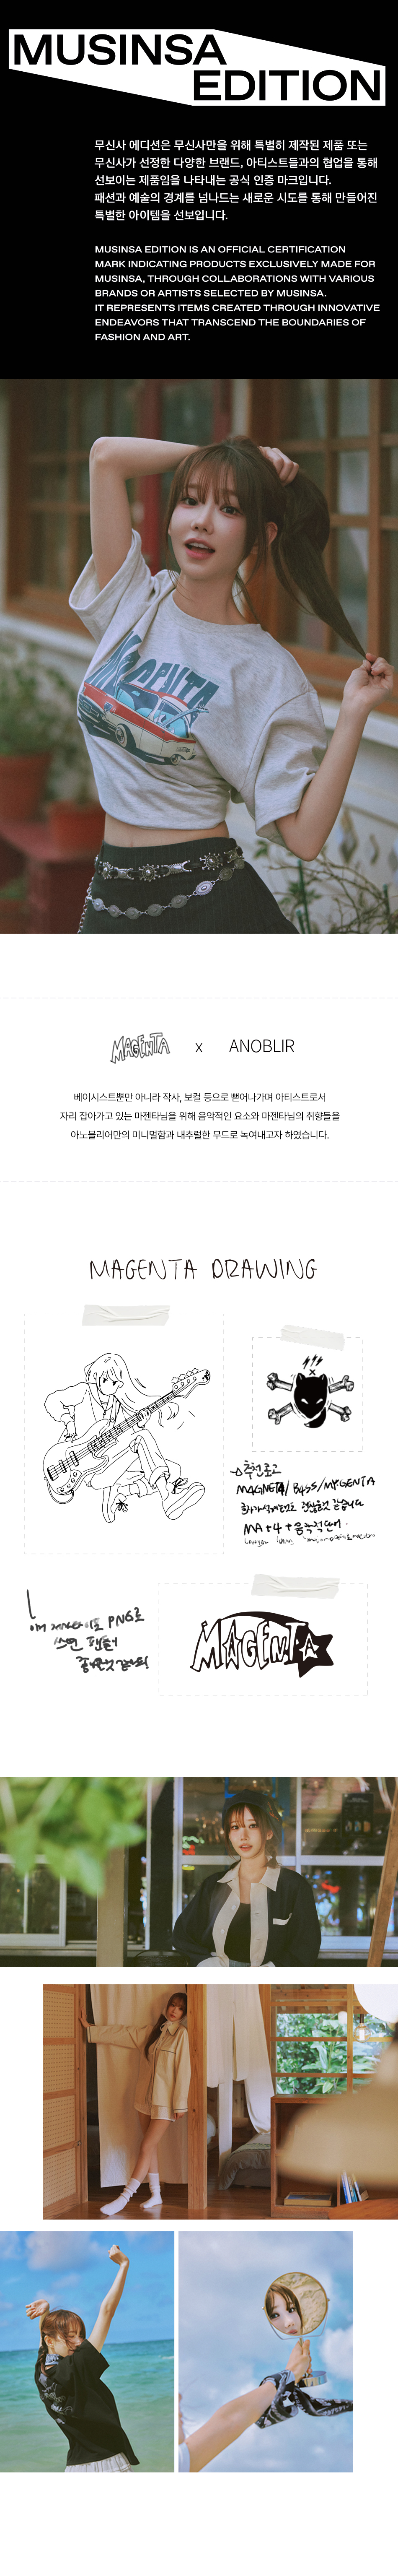 MUSINSA
EDITION
무신사 에디션은 무신사만을 위해 특별히 제작된 제품 또는
무신사가 선정한 다양한 브랜드, 아티스트들과의 협업을 통해
선보이는 제품임을 나타내는 공식 인증 마크입니다.
패션과 예술의 경계를 넘나드는 새로운 시도를 통해 만들어진
특별한 아이템을 선보입니다.
MUSINSA EDITION IS AN OFFICIAL CERTIFICATION
MARK INDICATING PRODUCTS EXCLUSIVELY MADE FOR
MUSINSA, THROUGH COLLABORATIONS WITH VARIOUS
BRANDS OR ARTISTS SELECTED BY MUSINSA.
IT REPRESENTS ITEMS CREATED THROUGH INNOVATIVE
ENDEAVORS THAT TRANSCEND THE BOUNDARIES OF
FASHION AND ART.
MAGENTA
MAGENTA x ANOBLIR
베이시스트뿐만 아니라 작사, 보컬 등으로 뻗어나가며 아티스트로서
자리 잡아가고 있는 마젠타님을 위해 음악적인 요소와 마젠타님의 취향들을
아노블리어만의 미니멀함과 내추럴한 무드로 녹여내고자 하였습니다.
MAGENTA DRAWING
추천로고
MAGNETA / BASS / MAGENTA
MA + 4 + 음악적단어
PNG로
MAGENTA